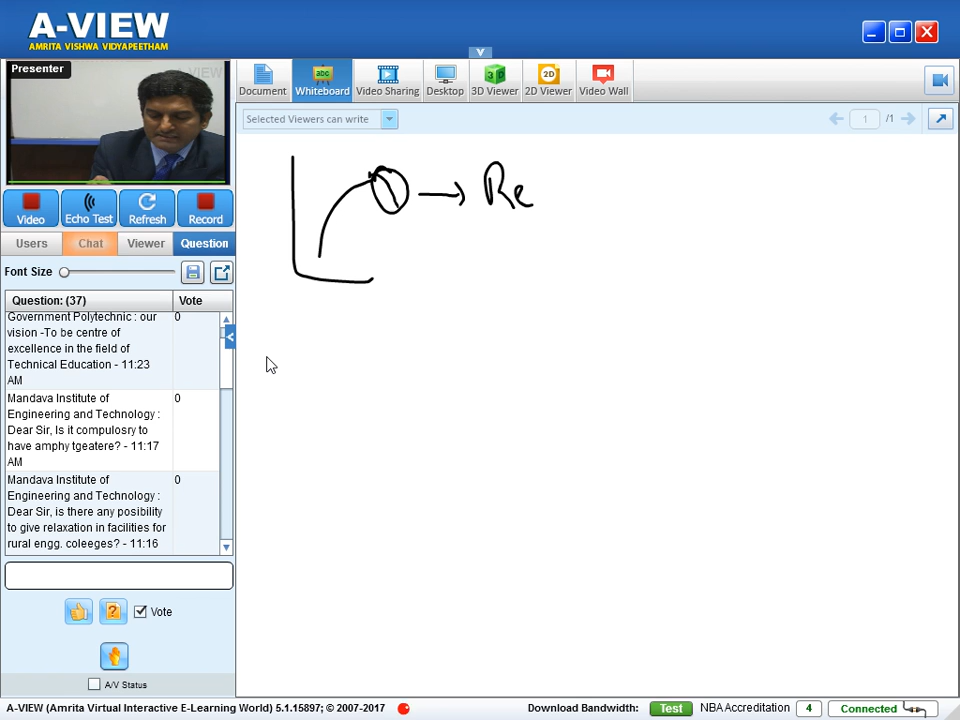 A-VIEW
AMRITA VISHWA VIDYAPEETHAM
Presenter
A-VIEW
Document
Whiteboard
abc
Video Sharing
Desktop
3D Viewer
3D
2D Viewer
2D
Video Wall
Selected Viewers can write
1 /1
Re
Video
Echo Test
Refresh
Record
Users
Chat
Viewer
Question
Font Size
Question: (37)
Vote
Government Polytechnic : our 0
vision -To be centre of
excellence in the field of
Technical Education - 11:23
AM
Mandava Institute of 0
Engineering and Technology :
Dear Sir, Is it compulosry to
have amphy tgeatere? - 11:17
AM
Mandava Institute of 0
Engineering and Technology :
Dear Sir, is there any posibility
to give relaxation in facilities for
rural engg. coleeges? - 11:16
Vote
A/V Status
A-VIEW (Amrita Virtual Interactive E-Learning World) 5.1.15897; © 2007-2017
Download Bandwidth: Test NBA Accreditation 4 Connected